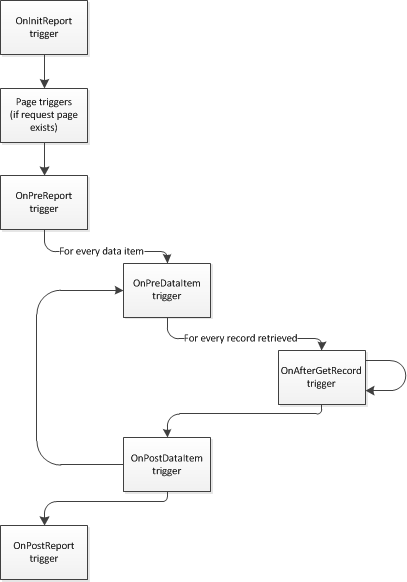 OnInitReport
trigger
Page triggers
(if request page
exists)
OnPreReport
trigger
For every data item
OnPreDataItem
trigger
For every record retrieved
OnAfterGetRecord
trigger
OnPostDataItem
trigger
OnPostReport
trigger